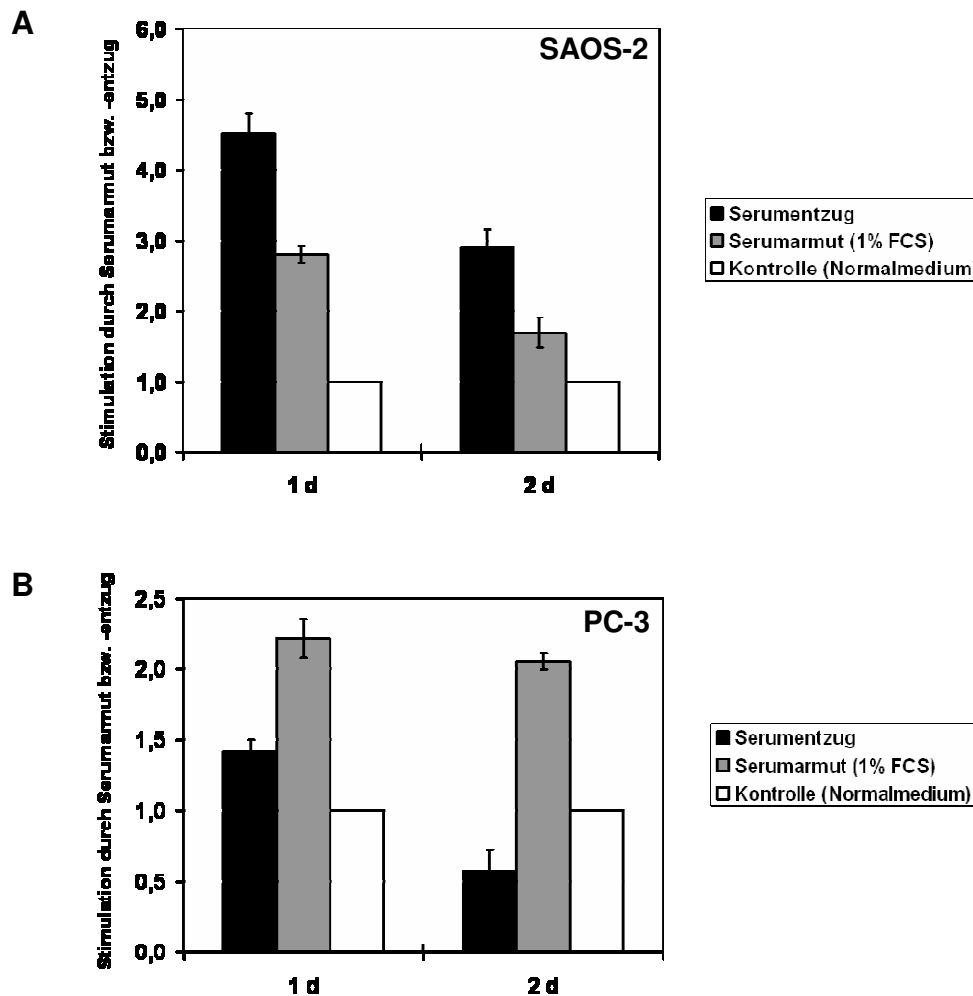 A
SAOS-2
Stimulation durch Serumarmut bzw. -entzug
6,0
5,0
4,0
3,0
2,0
1,0
0,0
1 d
2 d
Serumentzug
Serumarmut (1% FCS)
Kontrolle (Normalmedium)
B
PC-3
Stimulation durch Serumarmut bzw. -entzug
2,5
2,0
1,5
1,0
0,5
0,0
1 d
2 d
Serumentzug
Serumarmut (1% FCS)
Kontrolle (Normalmedium)